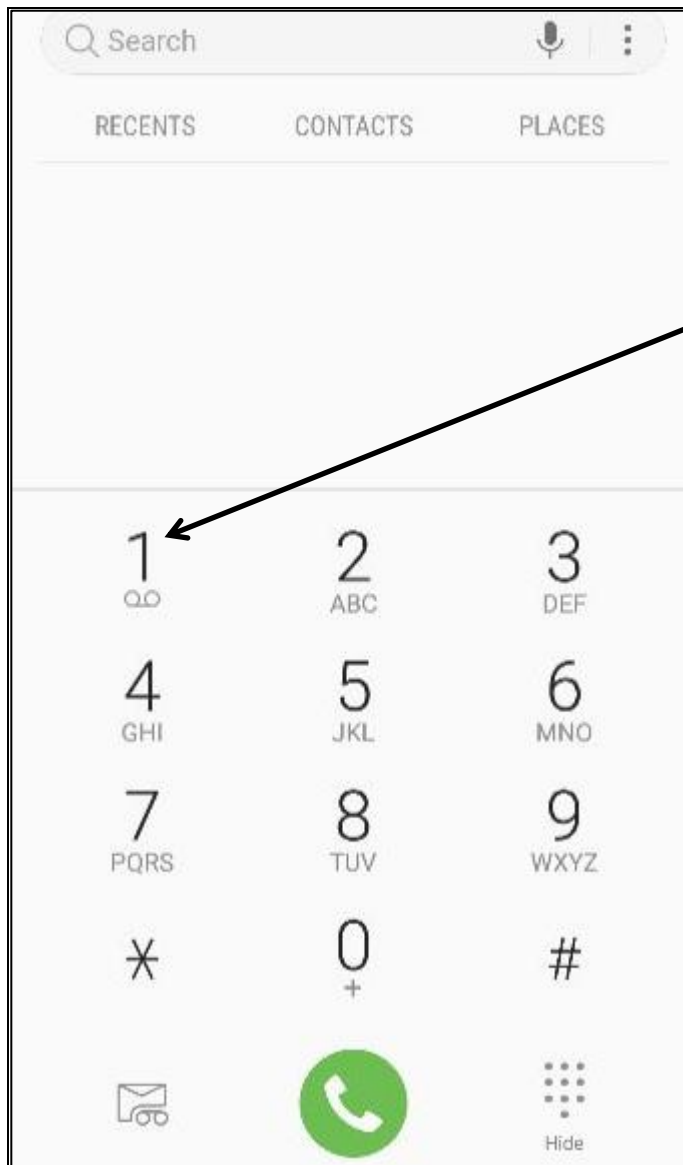 Search
RECENTS CONTACTS PLACES
1 2 3
ABC DEF
4 5 6
GHI JKL MNO
7 8 9
PQRS TUV WXYZ
* 0 #
+
Hide